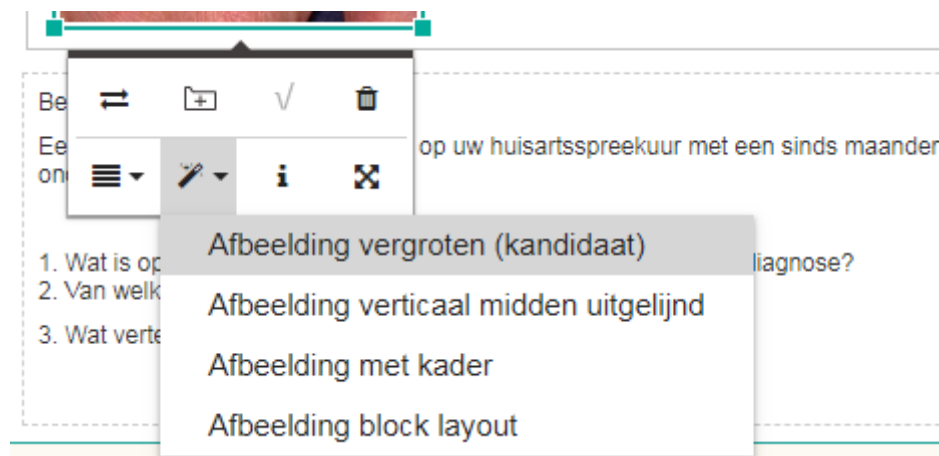 Be
Ee op uw huisartsspreekuur met een sinds maander
on
Afbeelding vergroten (kandidaat)
1. Wat is op diagnose?
2. Van welk
Afbeelding verticaal midden uitgelijnd
3. Wat verte
Afbeelding met kader
Afbeelding block layout